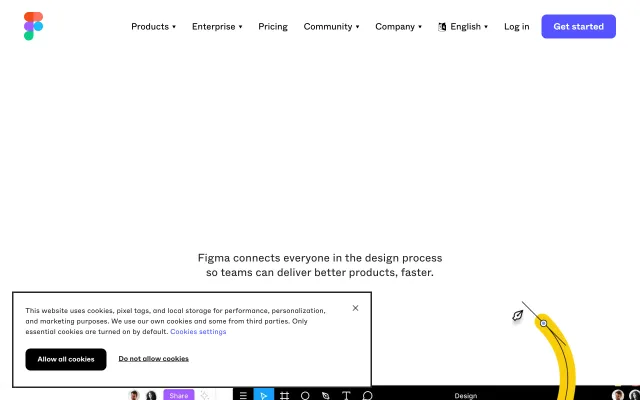 Products
Enterprise
Pricing
Community
Company
English
Log in
Get started
Figma connects everyone in the design process
so teams can deliver better products, faster.
This website uses cookies, pixel tags, and local storage for performance, personalization,
and marketing purposes. We use our own cookies and some from third parties. Only
essential cookies are turned on by default. Cookies settings
Allow all cookies
Do not allow cookies
Share
Design